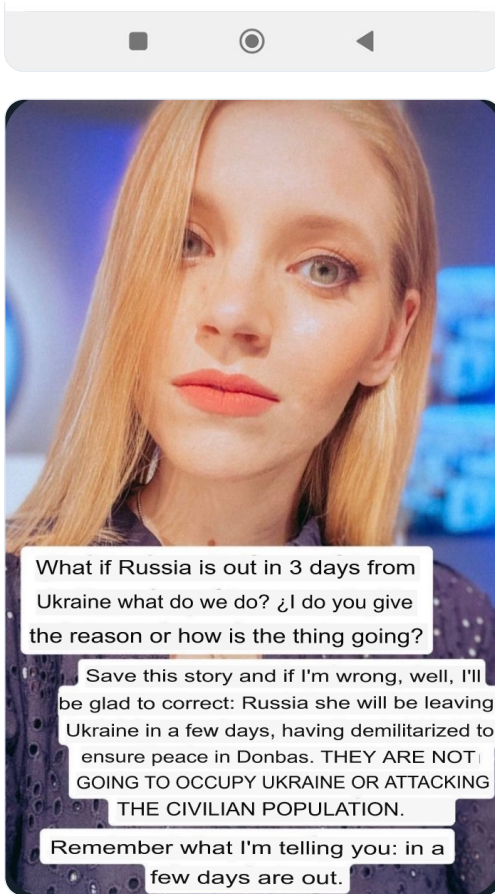 What if Russia is out in 3 days from
Ukraine what do we do? ¿I do you give
the reason or how is the thing going?
Save this story and if I'm wrong, well, I'll
be glad to correct: Russia she will be leaving
Ukraine in a few days, having demilitarized to
ensure peace in Donbas. THEY ARE NOT
GOING TO OCCUPY UKRAINE OR ATTACKING
THE CIVILIAN POPULATION.
Remember what I'm telling you: in a
few days are out.